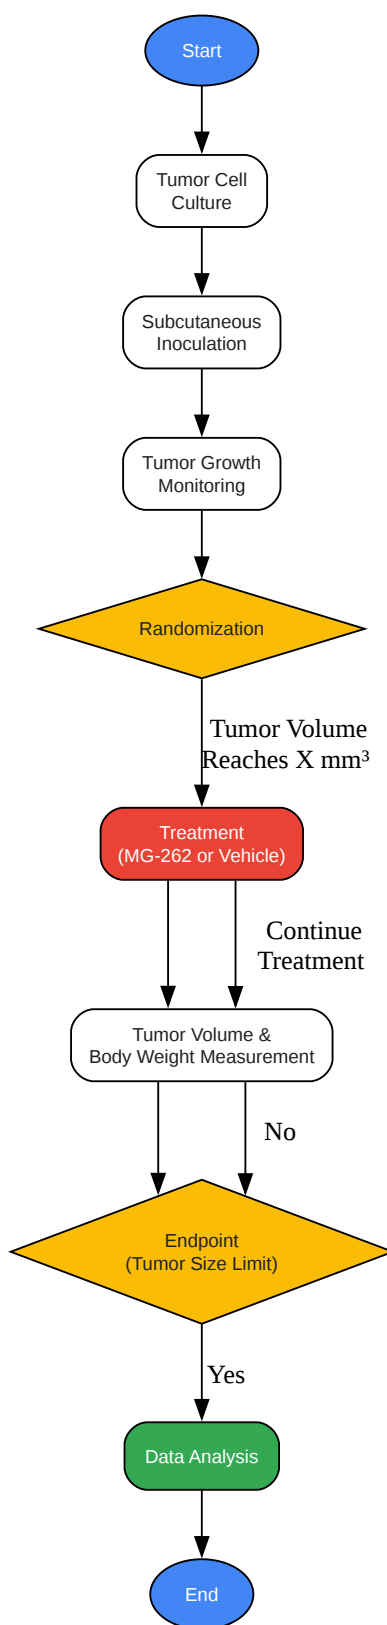 Start
Tumor Cell
Culture
Subcutaneous
Inoculation
Tumor Growth
Monitoring
Randomization
Tumor Volume
Reaches X mm³
Treatment
(MG-262 or Vehicle)
Continue
Treatment
Tumor Volume &
Body Weight Measurement
No
Endpoint
(Tumor Size Limit)
Yes
Data Analysis
End